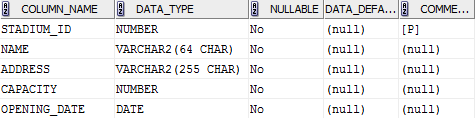 COLUMN_NAME DATA_TYPE NULLABLE DATA_DEFA... COMME...
STADIUM_ID NUMBER No (null) [P]
NAME VARCHAR2(64 CHAR) No (null) (null)
ADDRESS VARCHAR2(255 CHAR) No (null) (null)
CAPACITY NUMBER No (null) (null)
OPENING_DATE DATE No (null) (null)